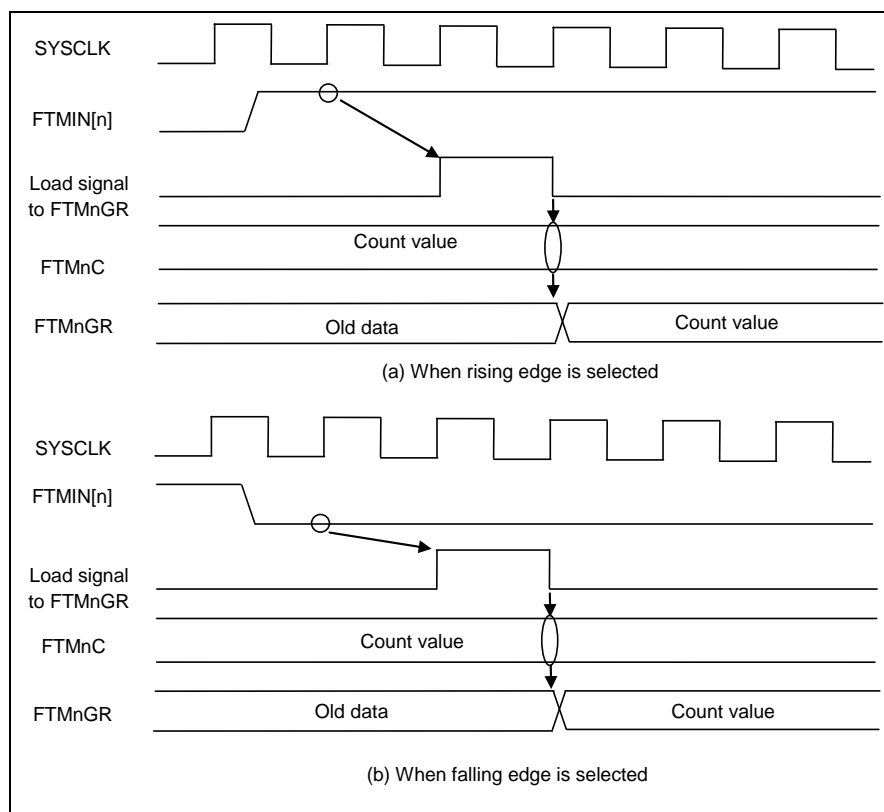 SYSCLK
FTMIN[n]
Load signal
to FTMnGR
Count value
FTMnC
FTMnGR
Old data
Count value
(a) When rising edge is selected
SYSCLK
FTMIN[n]
Load signal
to FTMnGR
FTMnC
Count value
FTMnGR
Old data
Count value
(b) When falling edge is selected